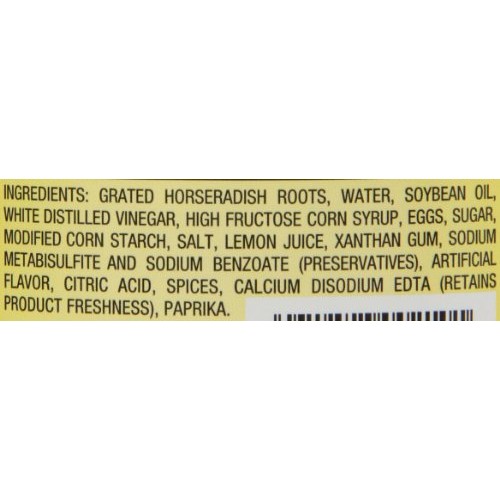 INGREDIENTS: GRATED HORSERADISH ROOTS, WATER, SOYBEAN OIL,
WHITE DISTILLED VINEGAR, HIGH FRUCTOSE CORN SYRUP, EGGS, SUGAR,
MODIFIED CORN STARCH, SALT, LEMON JUICE, XANTHAN GUM, SODIUM
METABISULFITE AND SODIUM BENZOATE (PRESERVATIVES), ARTIFICIAL
FLAVOR, CITRIC ACID, SPICES, CALCIUM DISODIUM EDTA (RETAINS
PRODUCT FRESHNESS), PAPRIKA.